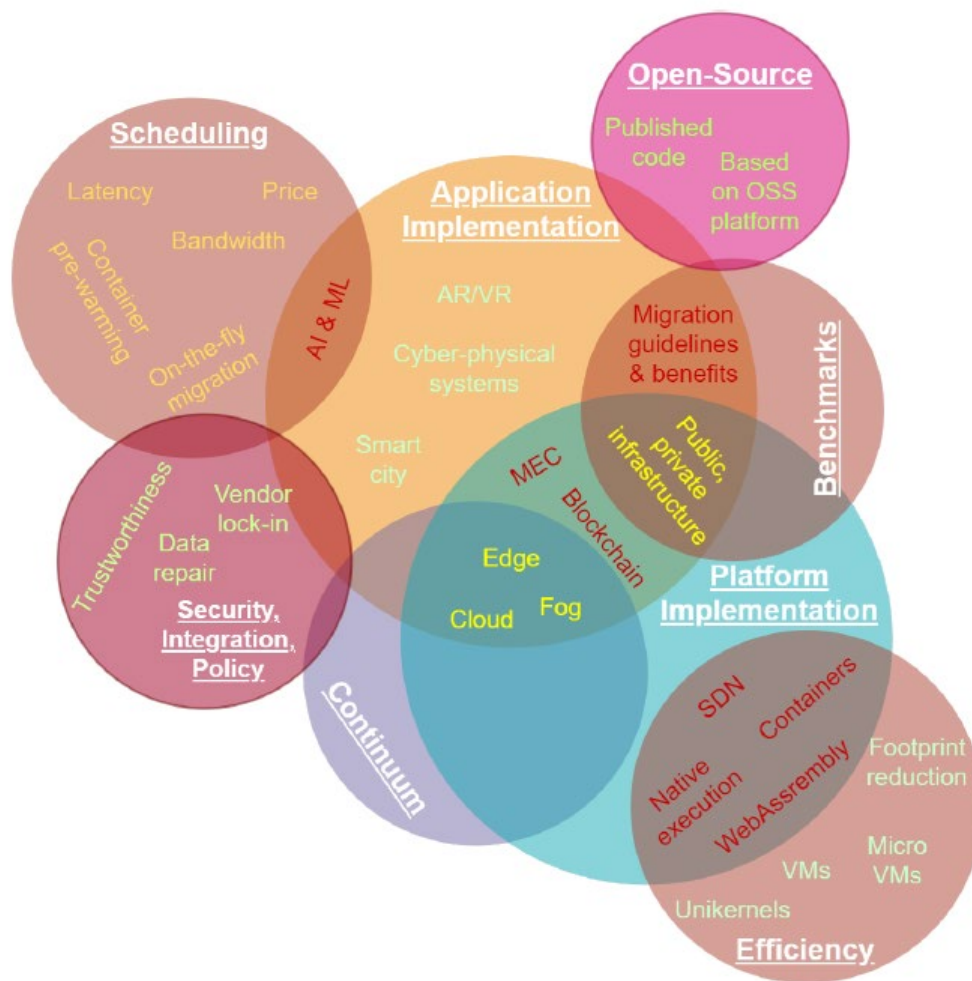 Open-Source
Published
code
Based
on OSS
platform
Scheduling
Latency
Price
Bandwidth
Container
pre-warming
On-the-fly
migration
AI & ML
Application
Implementation
AR/VR
Cyber-physical
systems
Smart
city
Migration
guidelines
& benefits
Benchmarks
Public,
private
infrastructure
MEC
Blockchain
Trustworthiness
Vendor
lock-in
Data
repair
Security,
Integration,
Policy
Edge
Cloud
Fog
Continuum
Platform
Implementation
SDN
Containers
Native
execution
WebAssrembly
Footprint
reduction
VMs
Micro
VMs
Unikernels
Efficiency